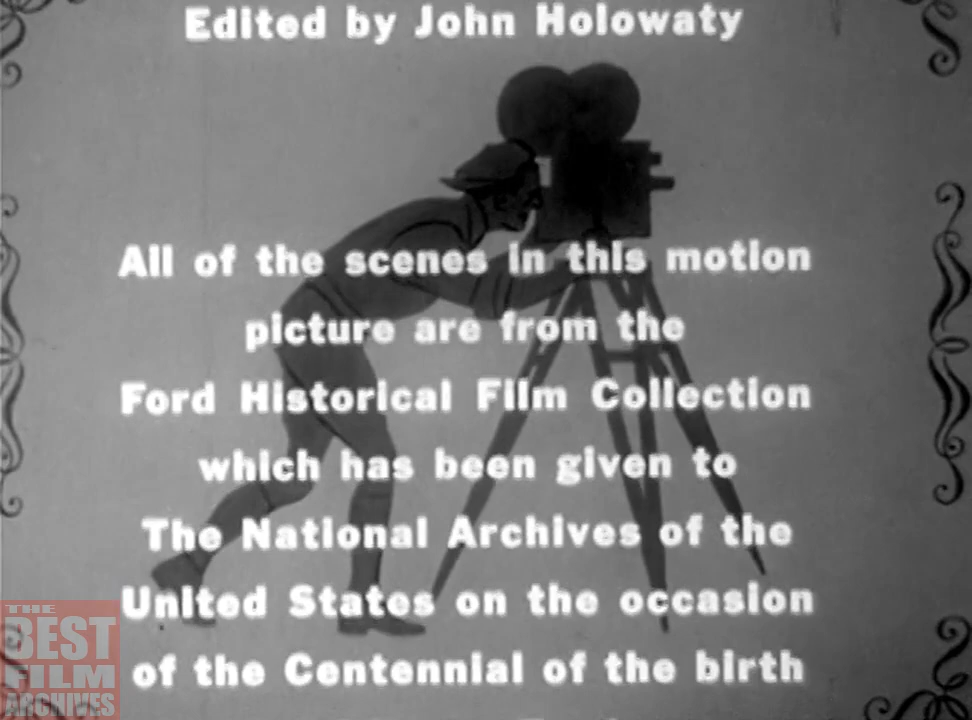 Edited by John Holowaty
All of the scenes in this motion
picture are from the
Ford Historical Film Collection
which has been given to
The National Archives of the
United States on the occasion
of the Centennial of the birth
THE
BEST
FILM
ARCHIVES